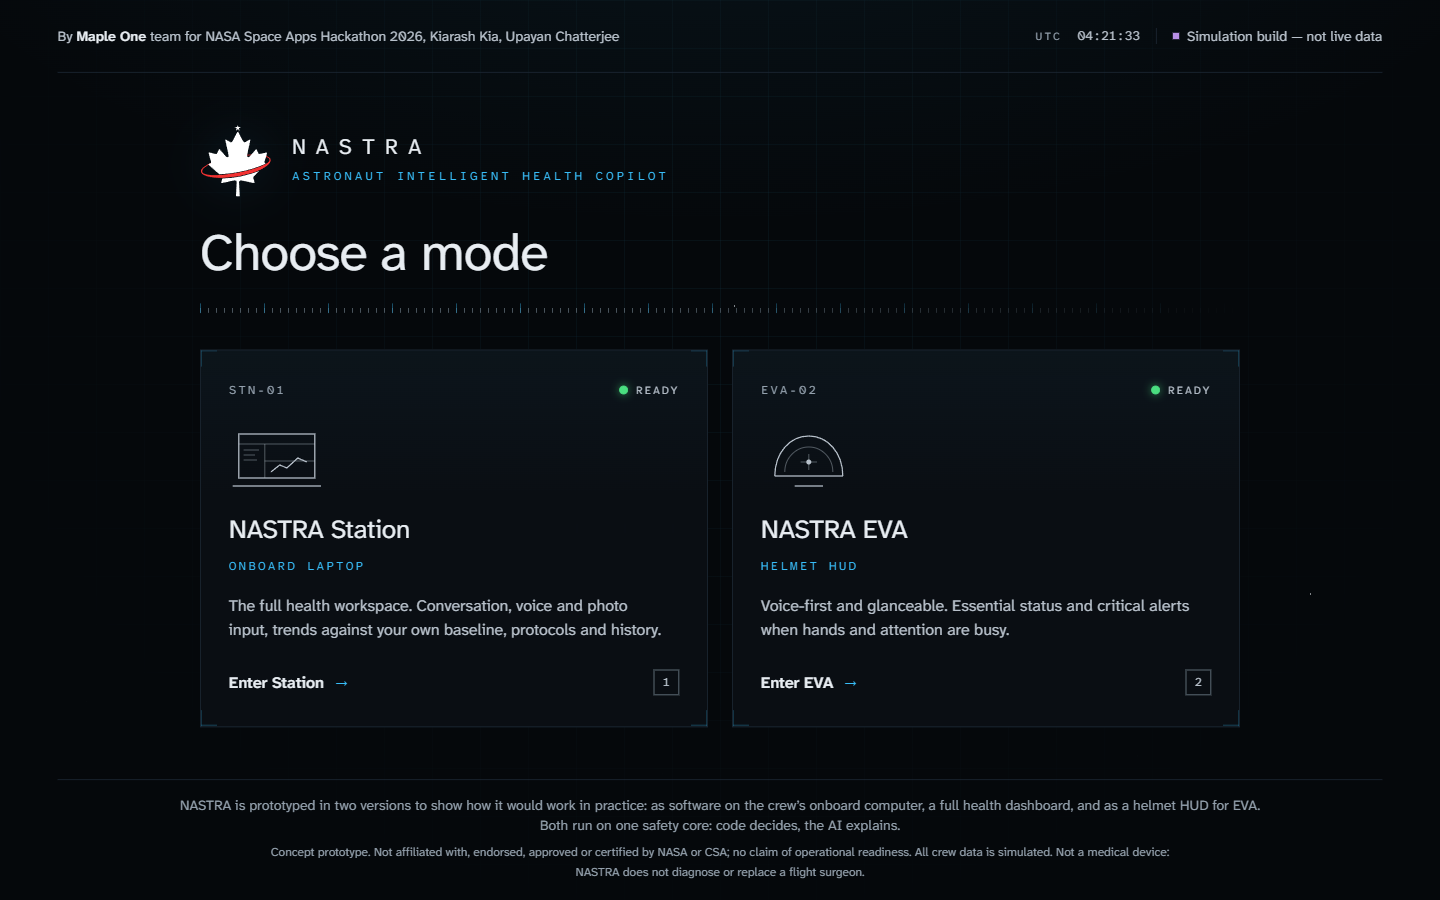 By Maple One team for NASA Space Apps Hackathon 2026, Kiarash Kia, Upayan Chatterjee
UTC 04:21:33
Simulation build — not live data
NASTRA
ASTRONAUT INTELLIGENT HEALTH COPILOT
Choose a mode
STN-01
READY
NASTRA Station
ONBOARD LAPTOP
The full health workspace. Conversation, voice and photo
input, trends against your own baseline, protocols and history.
Enter Station →
1
EVA-02
READY
NASTRA EVA
HELMET HUD
Voice-first and glanceable. Essential status and critical alerts
when hands and attention are busy.
Enter EVA →
2
NASTRA is prototyped in two versions to show how it would work in practice: as software on the crew's onboard computer, a full health dashboard, and as a helmet HUD for EVA.
Both run on one safety core: code decides, the AI explains.
Concept prototype. Not affiliated with, endorsed, approved or certified by NASA or CSA; no claim of operational readiness. All crew data is simulated. Not a medical device:
NASTRA does not diagnose or replace a flight surgeon.